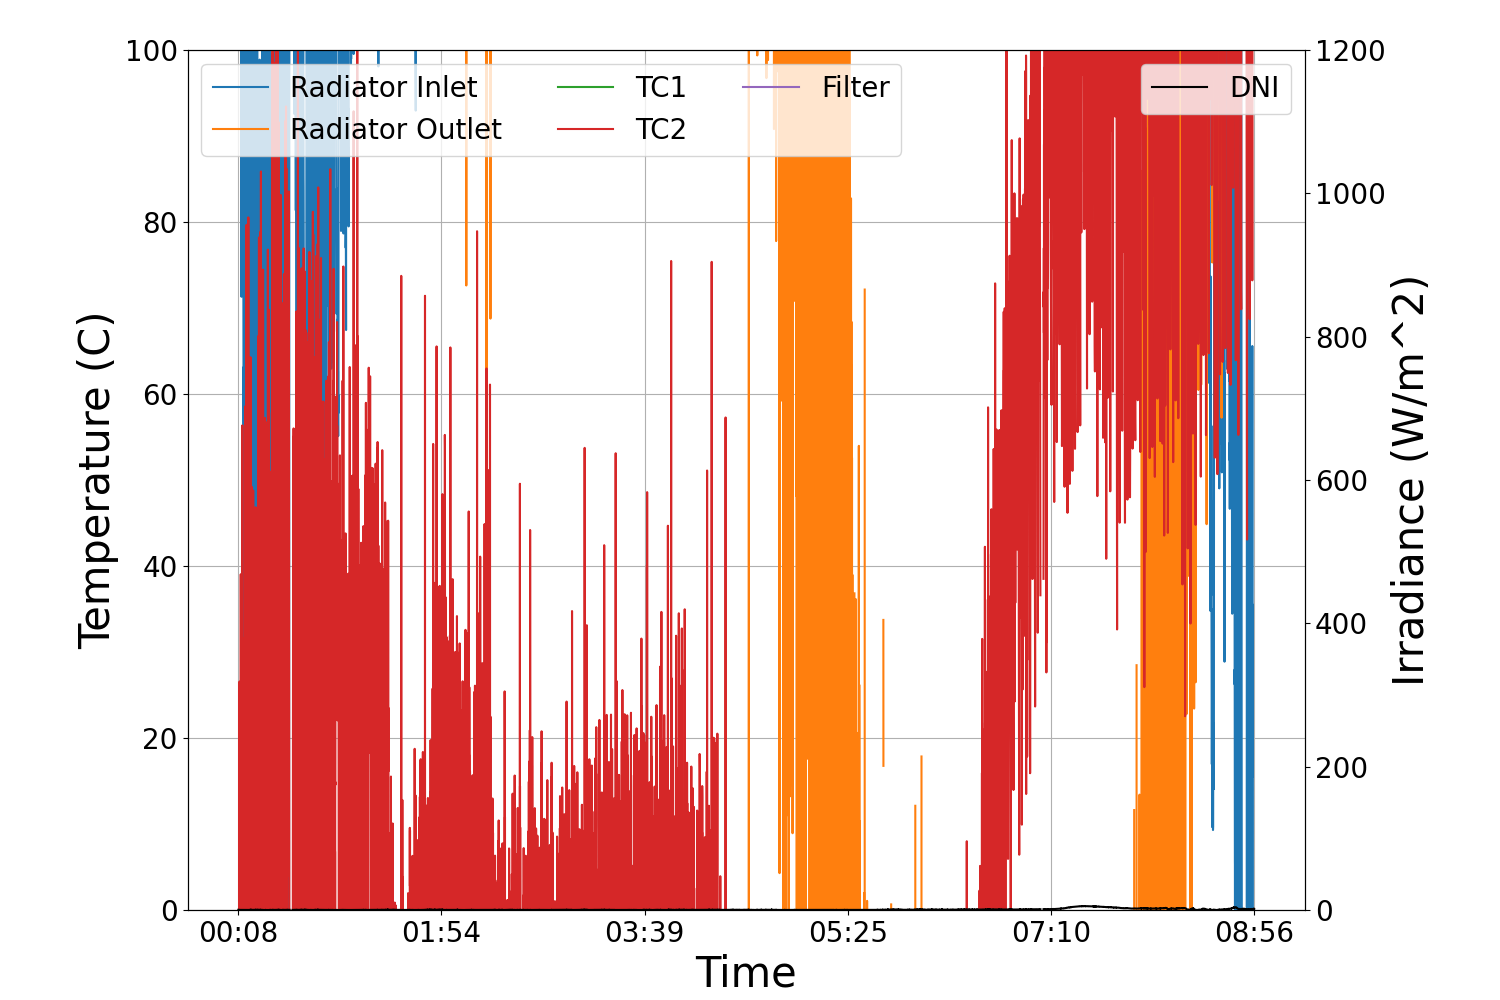 100
80
60
40
20
0
Temperature (C)
Radiator Inlet
Radiator Outlet
TC1
TC2
Filter
DNI
1200
1000
800
600
400
200
0
Irradiance (W/m^2)
00:08
01:54
03:39
05:25
07:10
08:56
Time